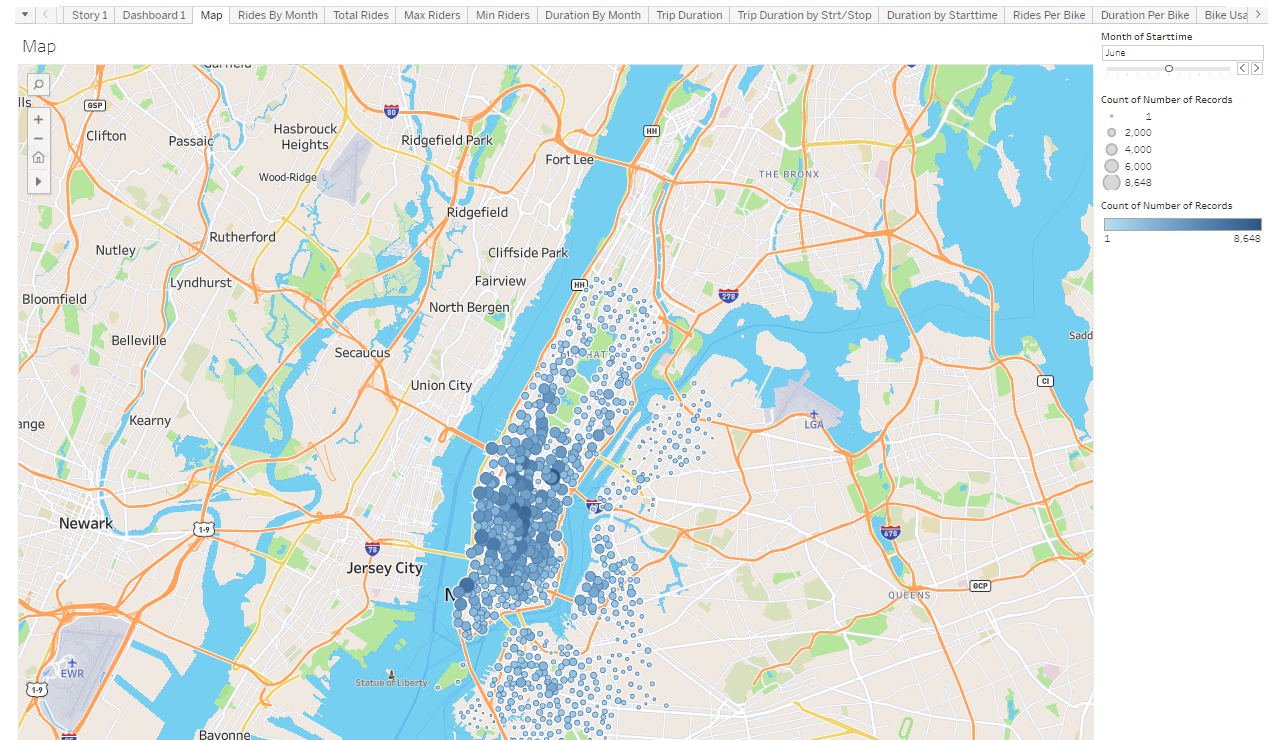 Story 1
Dashboard 1
Map
Rides By Month
Total Rides
Max Riders
Min Riders
Duration By Month
Trip Duration
Trip Duration by Strt/Stop
Duration by Starttime
Rides Per Bike
Duration Per Bike
Bike Usa
Map
Month of Starttime
June
Count of Number of Records
1
2,000
4,000
6,000
8,648
Count of Number of Records
1
8,648
Garfield
lls
GSP
80
Clifton
Passaic
Hasbrouck
Heights
Ridgefield Park
HH
Fort Lee
THE BRONX
Wood-Ridge
Ridgefield
Nutley
Rutherford
Cliffside Park
Lyndhurst
Fairview
HH
278
Bloomfield
North Bergen
Belleville
Secaucus
Sadd
HAT
Union City
CI
ange
Kearny
LGA
Newark
1-9
78
678
Jersey City
N
OCP
QUEENS
EWR
1-9
Statue of Liberty
Bayonne
95